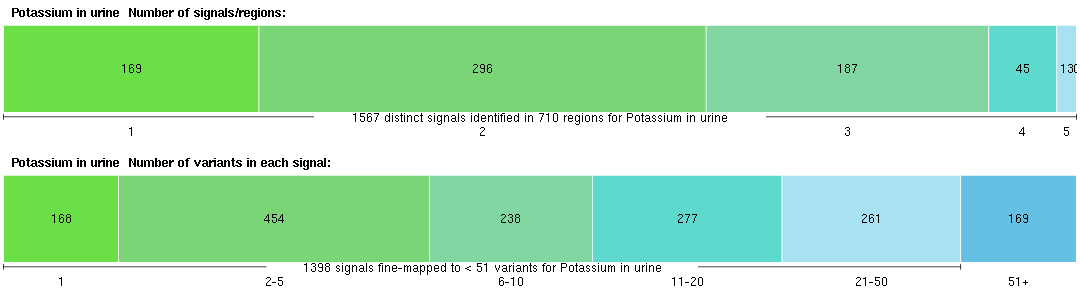 Potassium in urine Number of signals/regions:
169 296 187 45 130
1567 distinct signals identified in 710 regions for Potassium in urine
1 2 3 4 5
Potassium in urine Number of variants in each signal:
168 454 238 277 261 169
1398 signals fine-mapped to < 51 variants for Potassium in urine
1 2-5 6-10 11-20 21-50 51+